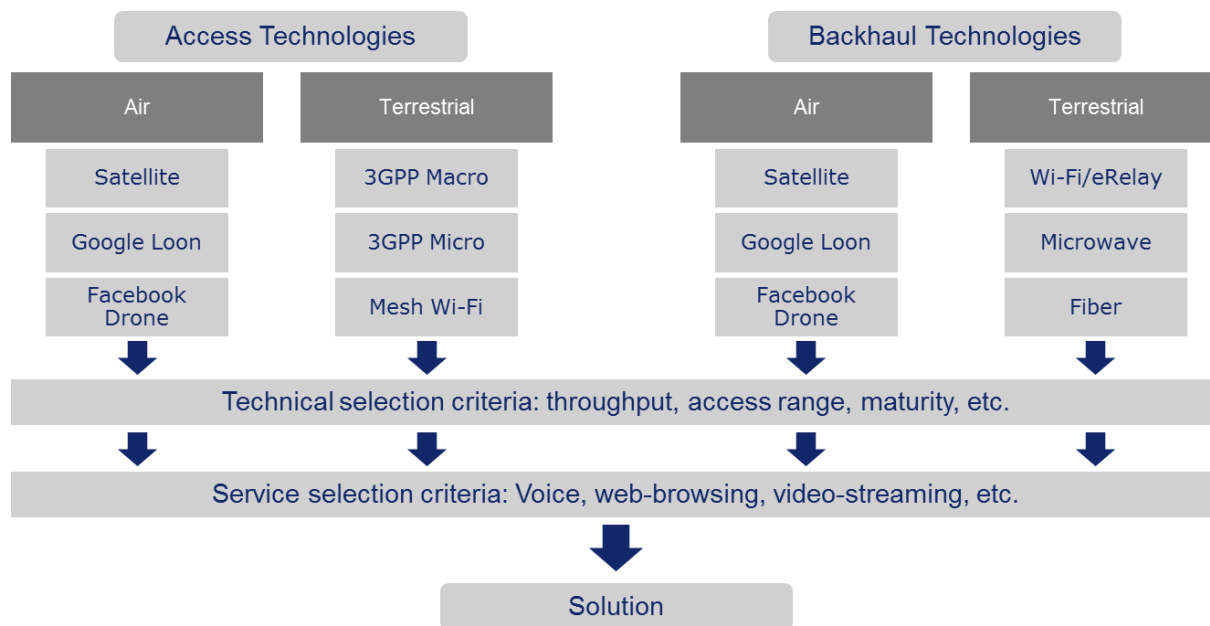 Access Technologies
Backhaul Technologies
Air
Terrestrial
Air
Terrestrial
Satellite
3GPP Macro
Satellite
Wi-Fi/eRelay
Google Loon
3GPP Micro
Google Loon
Microwave
Facebook
Drone
Mesh Wi-Fi
Facebook
Drone
Fiber
Technical selection criteria: throughput, access range, maturity, etc.
Service selection criteria: Voice, web-browsing, video-streaming, etc.
Solution